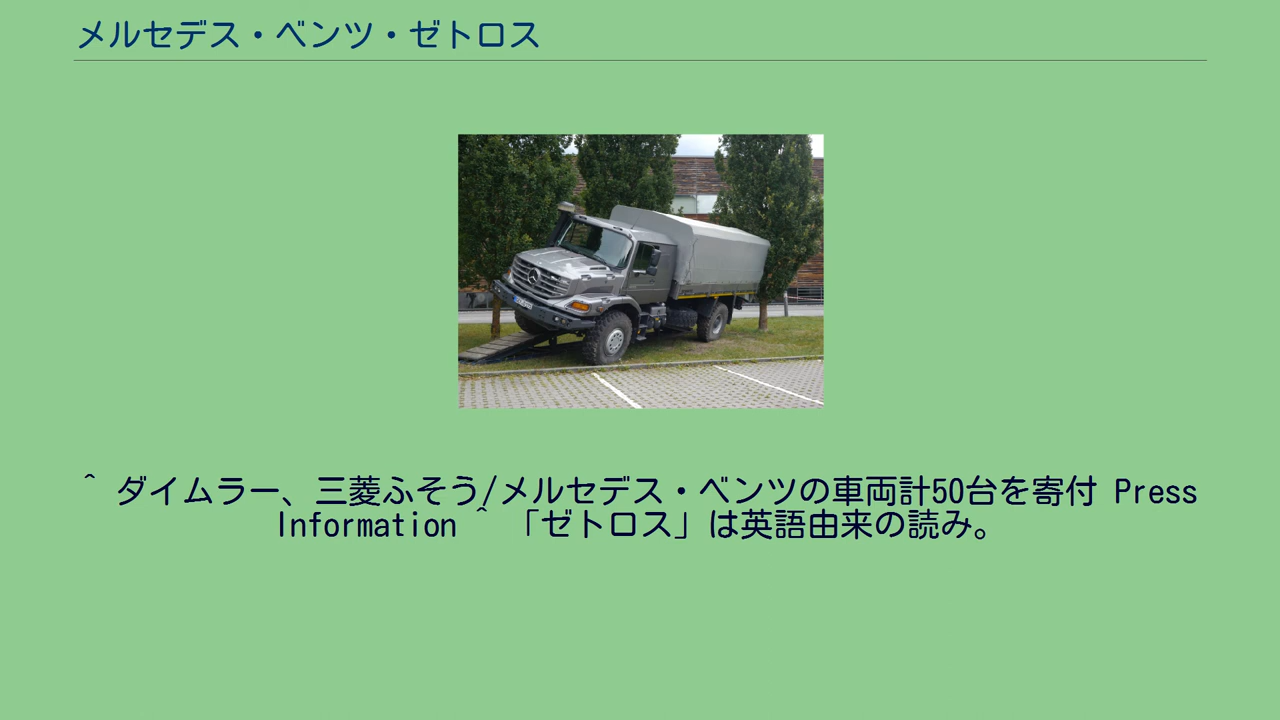 メルセデス・ベンツ・ゼトロス
^ ダイムラー、三菱ふそう/メルセデス・ベンツの車両計50台を寄付 Press
Information ^ 「ゼトロス」は英語由来の読み。